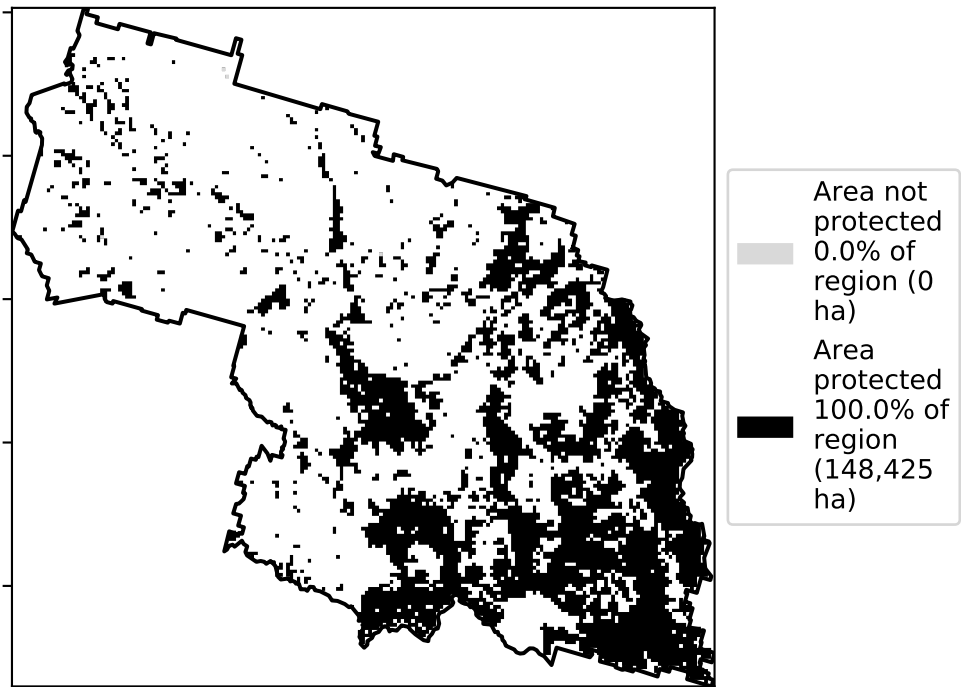 Area not
protected
0.0% of
region (0
ha)
Area
protected
100.0% of
region
(148,425
ha)